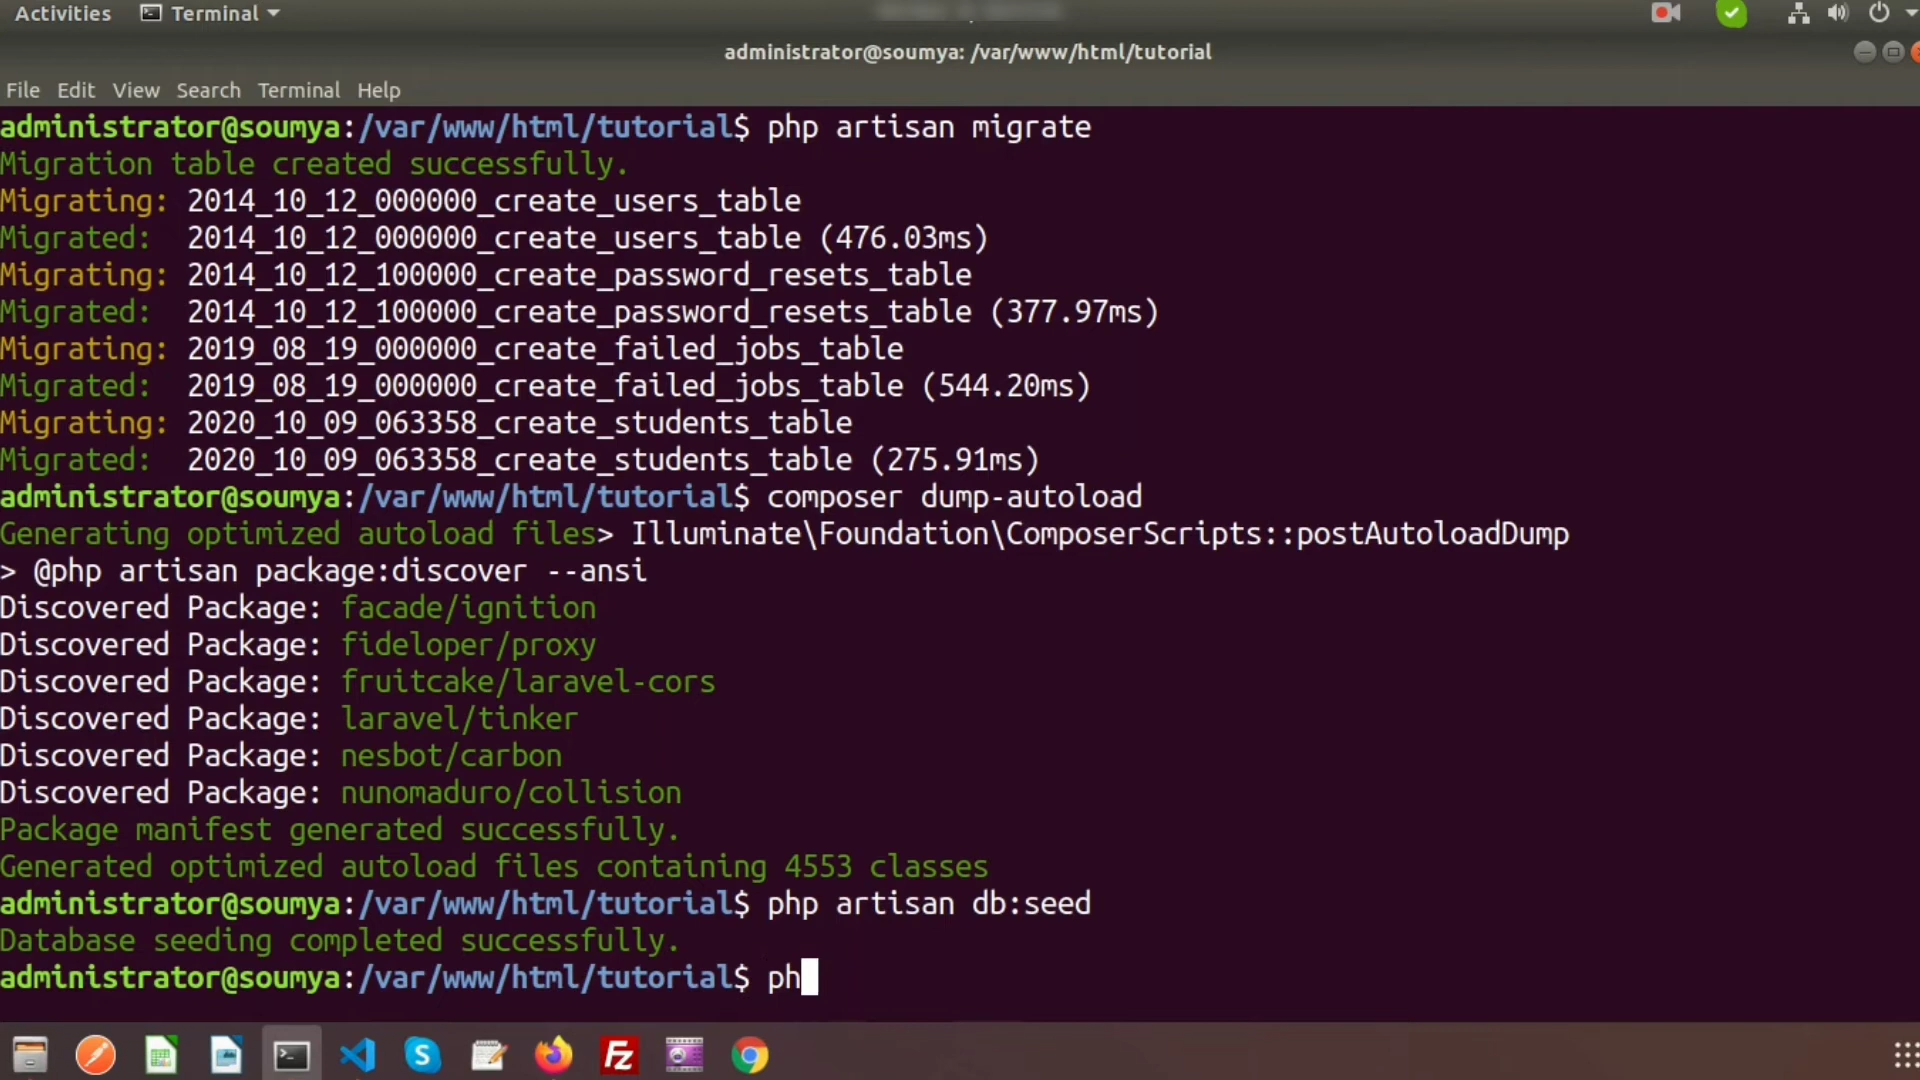 Activities Terminal
administrator@soumya: /var/www/html/tutorial
File Edit View Search Terminal Help
administrator@soumya:/var/www/html/tutorial$ php artisan migrate
Migration table created successfully.
Migrating: 2014_10_12_000000_create_users_table
Migrated:  2014_10_12_000000_create_users_table (476.03ms)
Migrating: 2014_10_12_100000_create_password_resets_table
Migrated:  2014_10_12_100000_create_password_resets_table (377.97ms)
Migrating: 2019_08_19_000000_create_failed_jobs_table
Migrated:  2019_08_19_000000_create_failed_jobs_table (544.20ms)
Migrating: 2020_10_09_063358_create_students_table
Migrated:  2020_10_09_063358_create_students_table (275.91ms)
administrator@soumya:/var/www/html/tutorial$ composer dump-autoload
Generating optimized autoload files> Illuminate\Foundation\ComposerScripts::postAutoloadDump
> @php artisan package:discover --ansi
Discovered Package: facade/ignition
Discovered Package: fideloper/proxy
Discovered Package: fruitcake/laravel-cors
Discovered Package: laravel/tinker
Discovered Package: nesbot/carbon
Discovered Package: nunomaduro/collision
Package manifest generated successfully.
Generated optimized autoload files containing 4553 classes
administrator@soumya:/var/www/html/tutorial$ php artisan db:seed
Database seeding completed successfully.
administrator@soumya:/var/www/html/tutorial$ ph
S
Fz